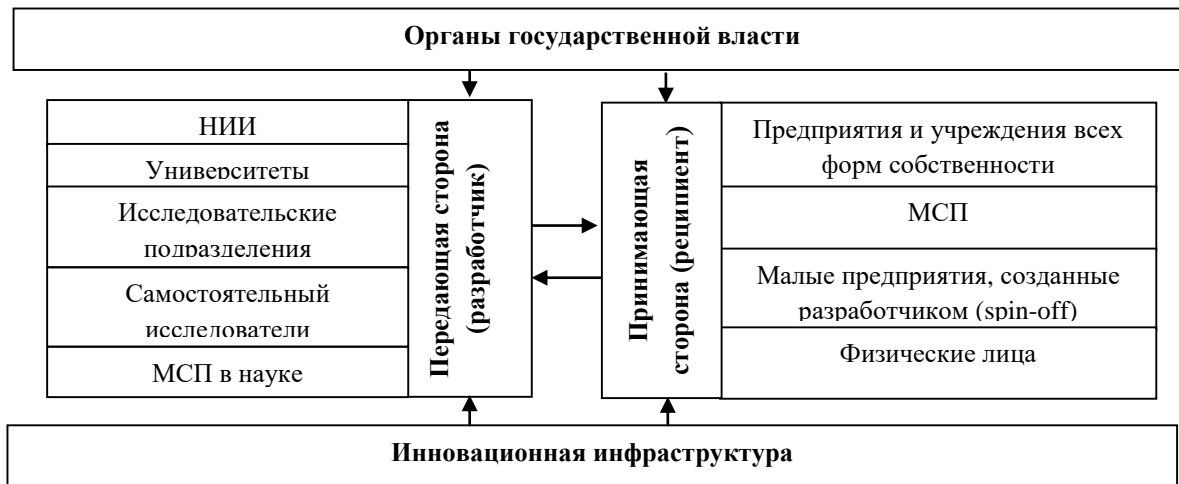 Органы государственной власти
НИИ
Университеты
Исследовательские
подразделения
Самостоятельный
исследователи
МСП в науке
Передающая сторона
(разработчик)
Принимающая
сторона (реципиент)
Предприятия и учреждения всех
форм собственности
МСП
Малые предприятия, созданные
разработчиком (spin-off)
Физические лица
Инновационная инфраструктура